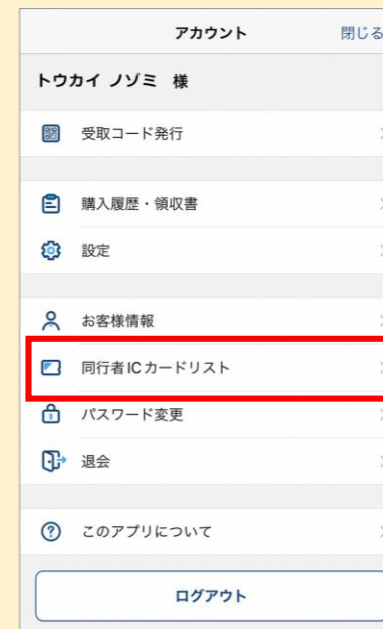 アカウント 閉じる
トウカイ ノゾミ 様
受取コード発行
購入履歴・領収書
設定
お客様情報
同行者ICカードリスト
パスワード変更
退会
このアプリについて
ログアウト